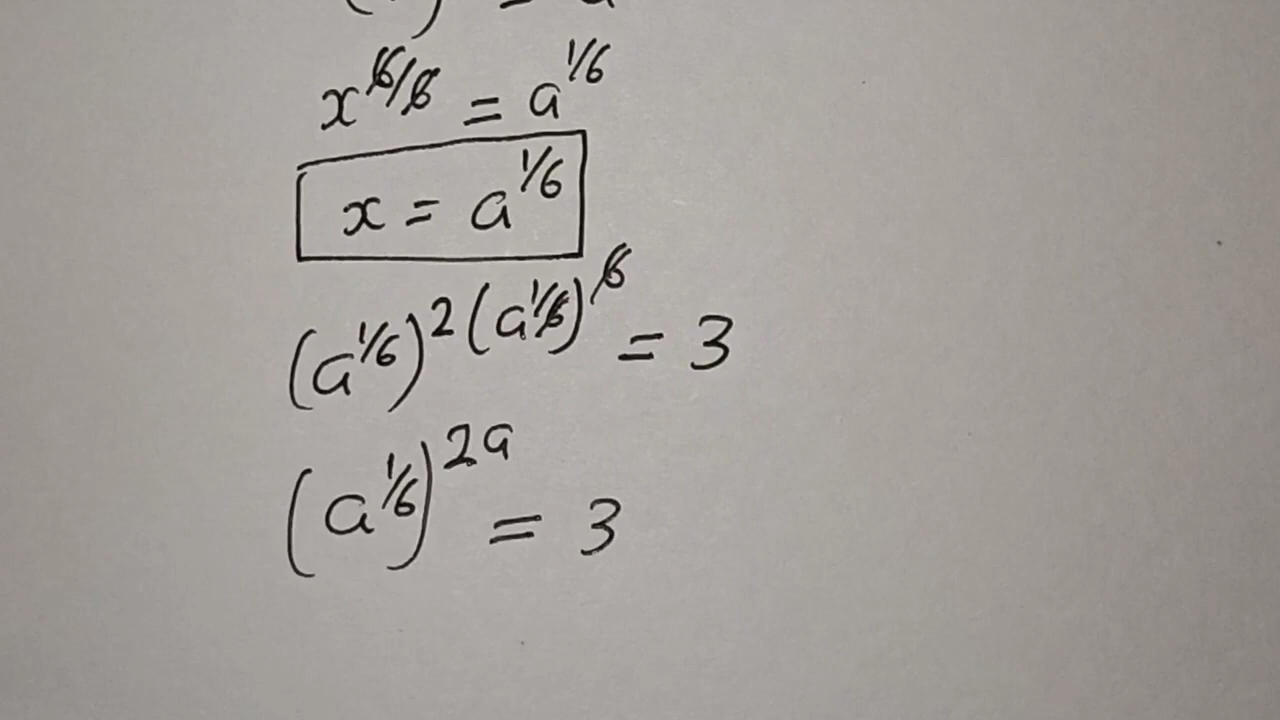 x^{6/6} = a^{1/6}
x = a^{1/6}
(a^{1/6})^{2(a^{1/6})^{6}} = 3
(a^{1/6})^{2a} = 3